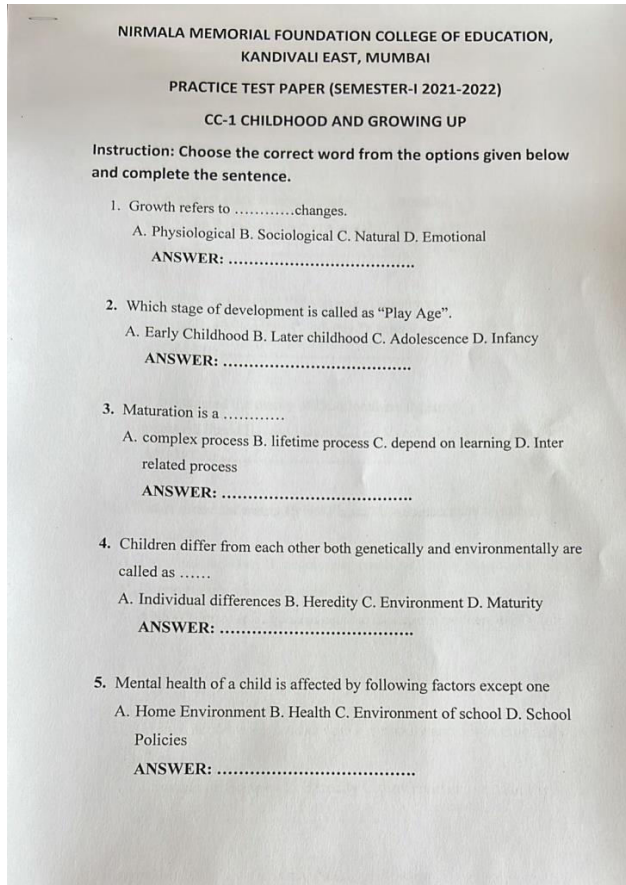 NIRMALA MEMORIAL FOUNDATION COLLEGE OF EDUCATION,
KANDIVALI EAST, MUMBAI
PRACTICE TEST PAPER (SEMESTER-I 2021-2022)
CC-1 CHILDHOOD AND GROWING UP
Instruction: Choose the correct word from the options given below
and complete the sentence.
1. Growth refers to ............changes.
A. Physiological B. Sociological C. Natural D. Emotional
ANSWER: ....................................
2. Which stage of development is called as “Play Age”.
A. Early Childhood B. Later childhood C. Adolescence D. Infancy
ANSWER: ....................................
3. Maturation is a ............
A. complex process B. lifetime process C. depend on learning D. Inter
related process
ANSWER: ....................................
4. Children differ from each other both genetically and environmentally are
called as ......
A. Individual differences B. Heredity C. Environment D. Maturity
ANSWER: .....................................
5. Mental health of a child is affected by following factors except one
A. Home Environment B. Health C. Environment of school D. School
Policies
ANSWER: .....................................